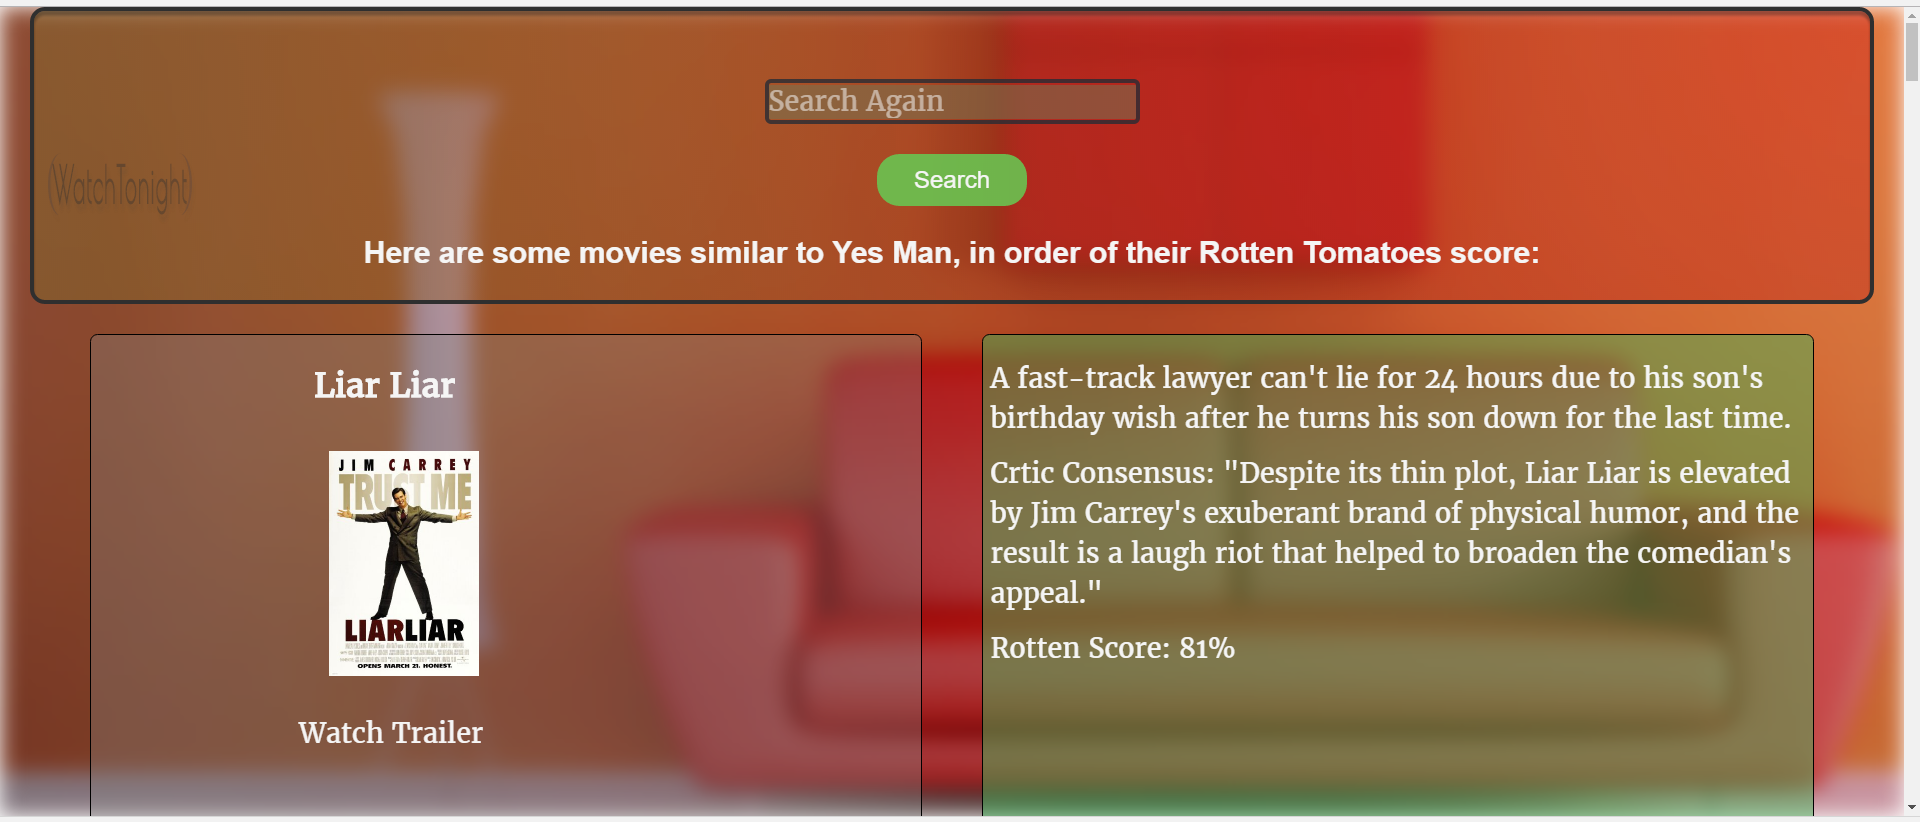 Search Again
(WatchTonight)
Search
Here are some movies similar to Yes Man, in order of their Rotten Tomatoes score:
Liar Liar
JIM CARREY
TRUST ME
LIARLIAR
OPENS MARCH 21. HONEST.
Watch Trailer
A fast-track lawyer can't lie for 24 hours due to his son's
birthday wish after he turns his son down for the last time.
Crtic Consensus: "Despite its thin plot, Liar Liar is elevated
by Jim Carrey's exuberant brand of physical humor, and the
result is a laugh riot that helped to broaden the comedian's
appeal."
Rotten Score: 81%